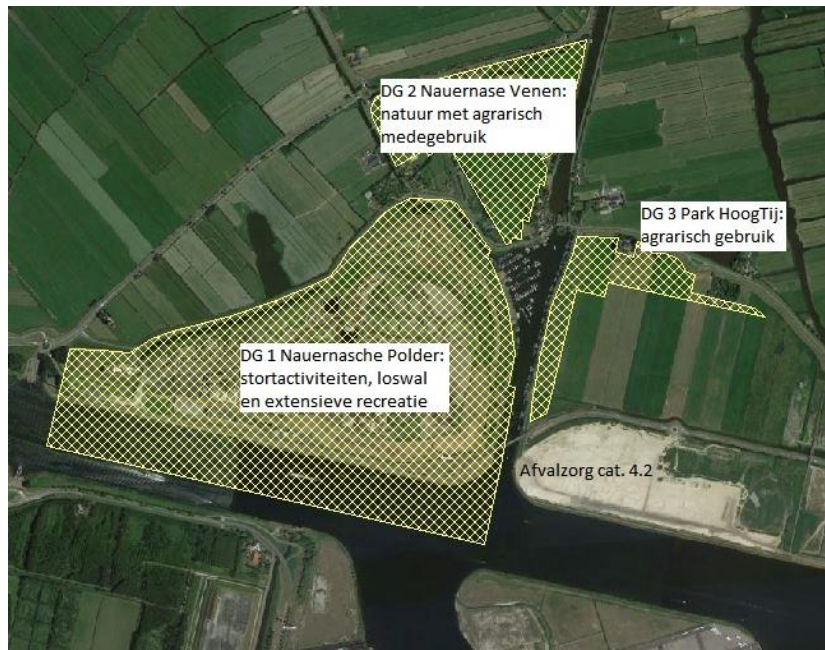 DG 2 Nauernase Venen:
natuur met agrarisch
medegebruik
DG 3 Park HoogTij:
agrarisch gebruik
DG 1 Nauernasche Polder:
stortactiviteiten, loswal
en extensieve recreatie
Afvalzorg cat. 4.2